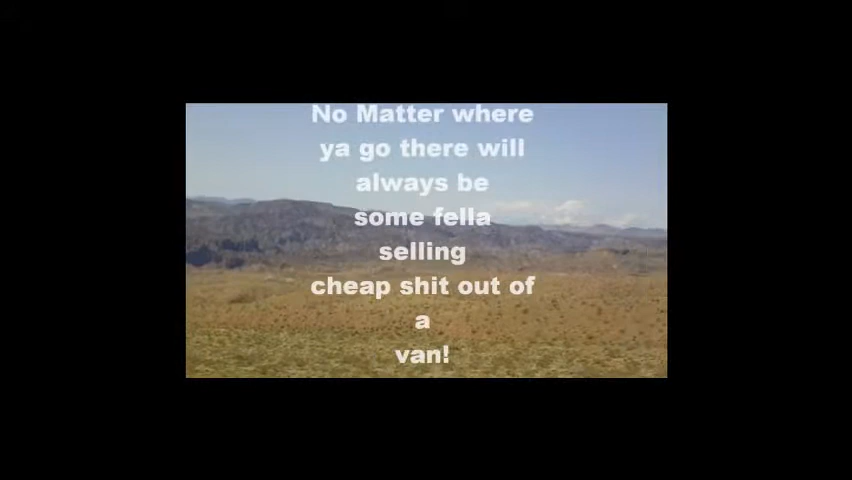 No Matter where
ya go there will
always be
some fella
selling
cheap shit out of
a
van!